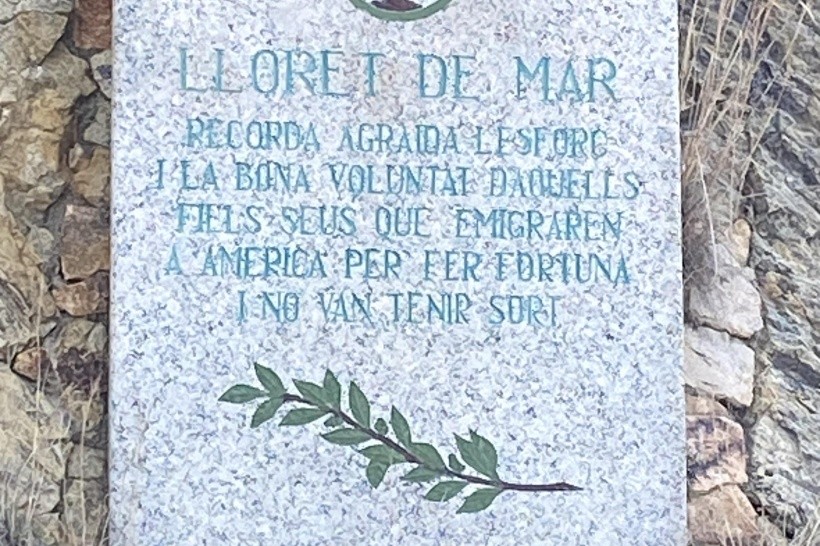 LLORET DE MAR
RECORDA AGRAIDA L'ESFORÇ
I LA BONA VOLUNTAT D'AQUELLS
FIELS SEUS QUE EMIGRAREN
A AMERICA PER FER FORTUNA
I NO VAN TENIR SORT